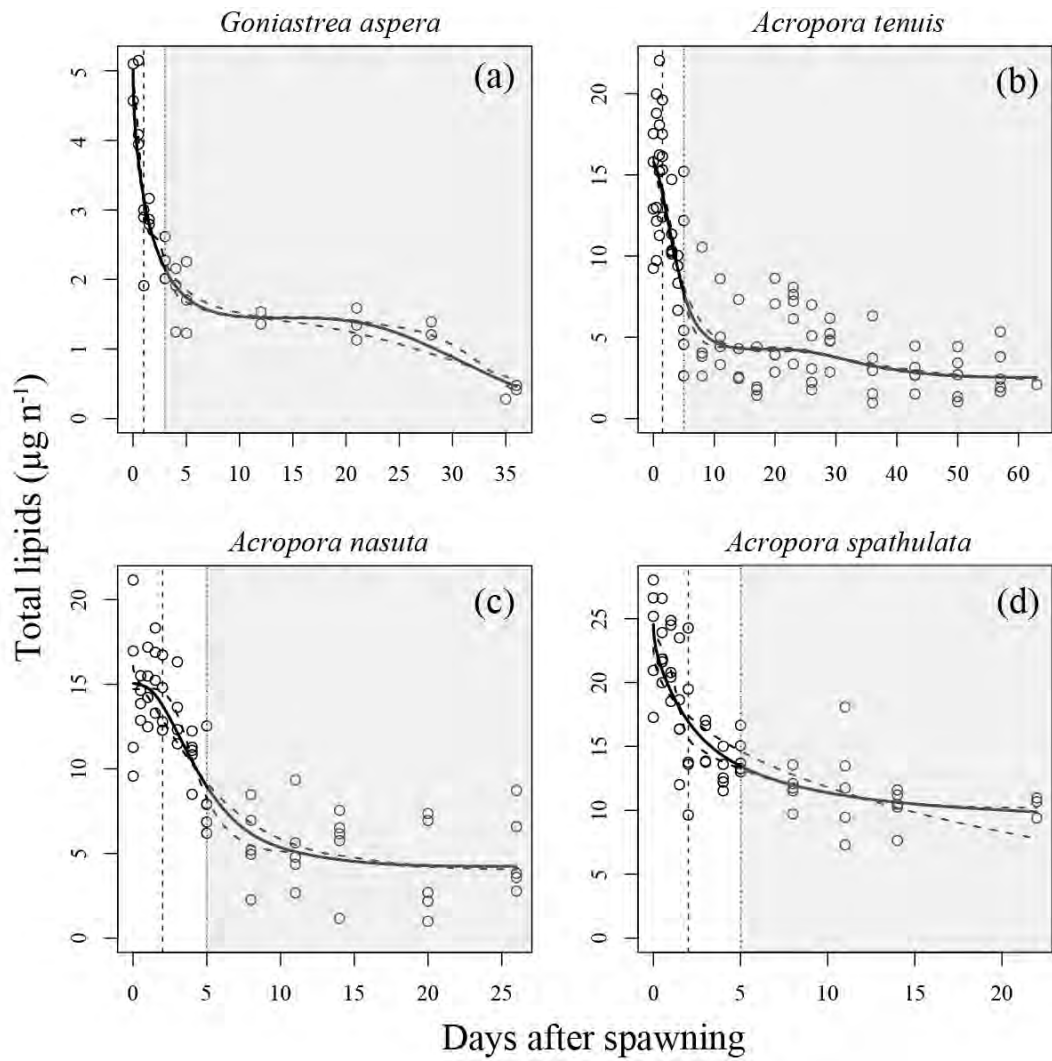 Goniastrea aspera
Acropora tenuis
(a)
0 1 2 3 4 5
0 5 10 15 20 25 30 35
(b)
0 5 10 15 20
0 10 20 30 40 50 60
Acropora nasuta
Acropora spathulata
(c)
0 5 10 15 20
0 5 10 15 20 25
(d)
0 5 10 15 20 25
0 5 10 15 20
Total lipids (µg n⁻¹)
Days after spawning